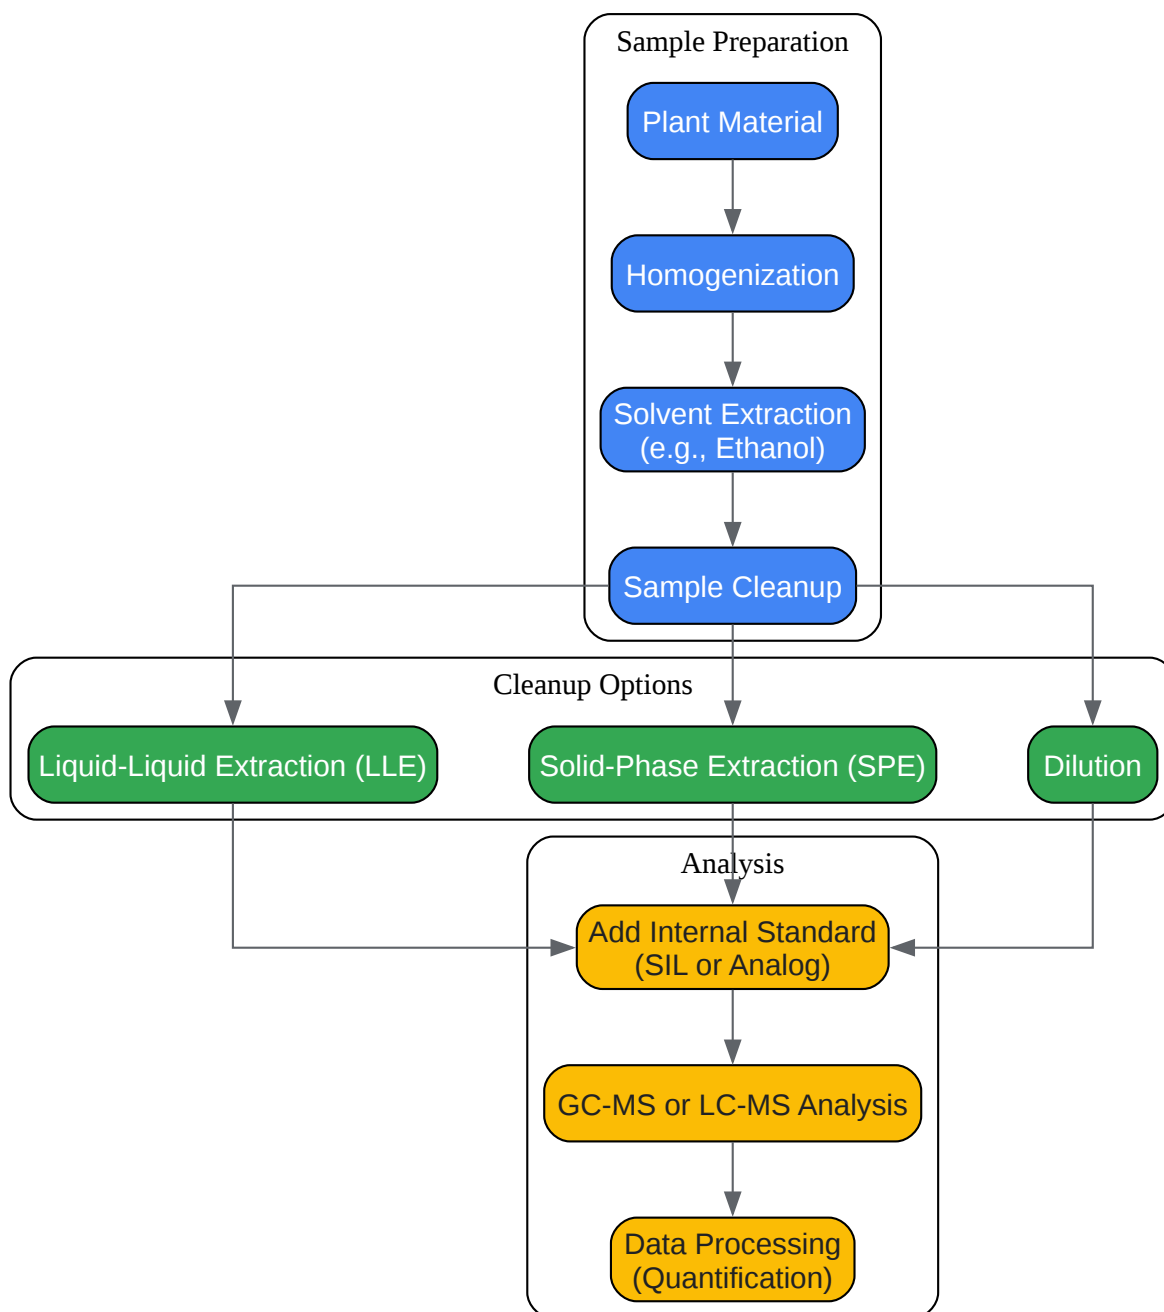 Sample Preparation
Plant Material
Homogenization
Solvent Extraction
(e.g., Ethanol)
Sample Cleanup
Cleanup Options
Liquid-Liquid Extraction (LLE)
Solid-Phase Extraction (SPE)
Dilution
Analysis
Add Internal Standard
(SIL or Analog)
GC-MS or LC-MS Analysis
Data Processing
(Quantification)